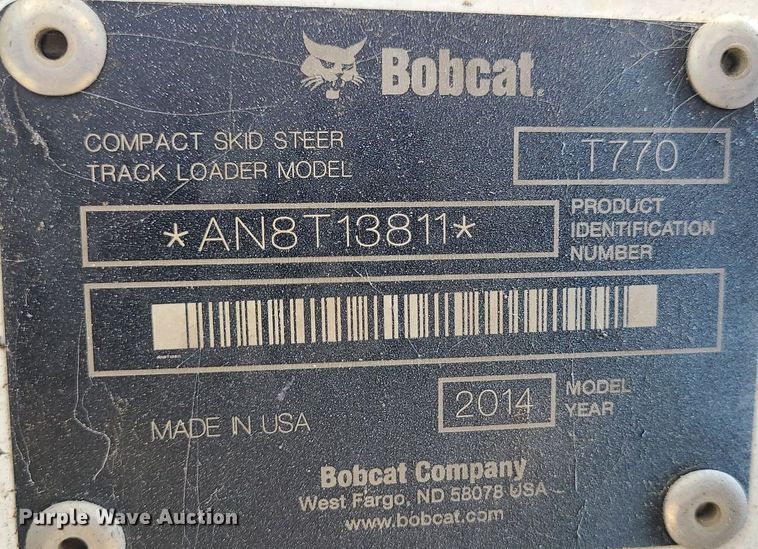 Bobcat.
COMPACT SKID STEER
TRACK LOADER MODEL
T770
*AN8T13811*
PRODUCT
IDENTIFICATION
NUMBER
MADE IN USA
2014
MODEL
YEAR
Bobcat Company
West Fargo, ND 58078 USA
www.bobcat.com
Purple Wave Auction